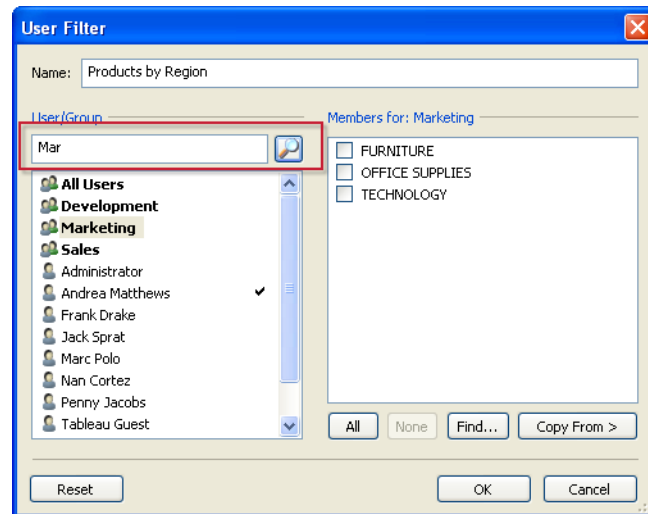 User Filter
Name: Products by Region
User/Group
Members for: Marketing
Mar
All Users
Development
Marketing
Sales
Administrator
Andrea Matthews
Frank Drake
Jack Sprat
Marc Polo
Nan Cortez
Penny Jacobs
Tableau Guest
FURNITURE
OFFICE SUPPLIES
TECHNOLOGY
All None Find... Copy From >
Reset OK Cancel